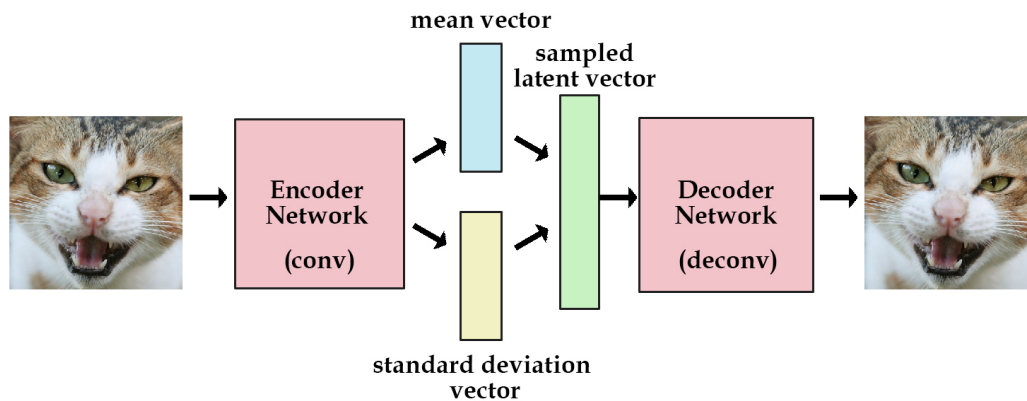 mean vector
sampled
latent vector
Encoder
Network
(conv)
Decoder
Network
(deconv)
standard deviation
vector